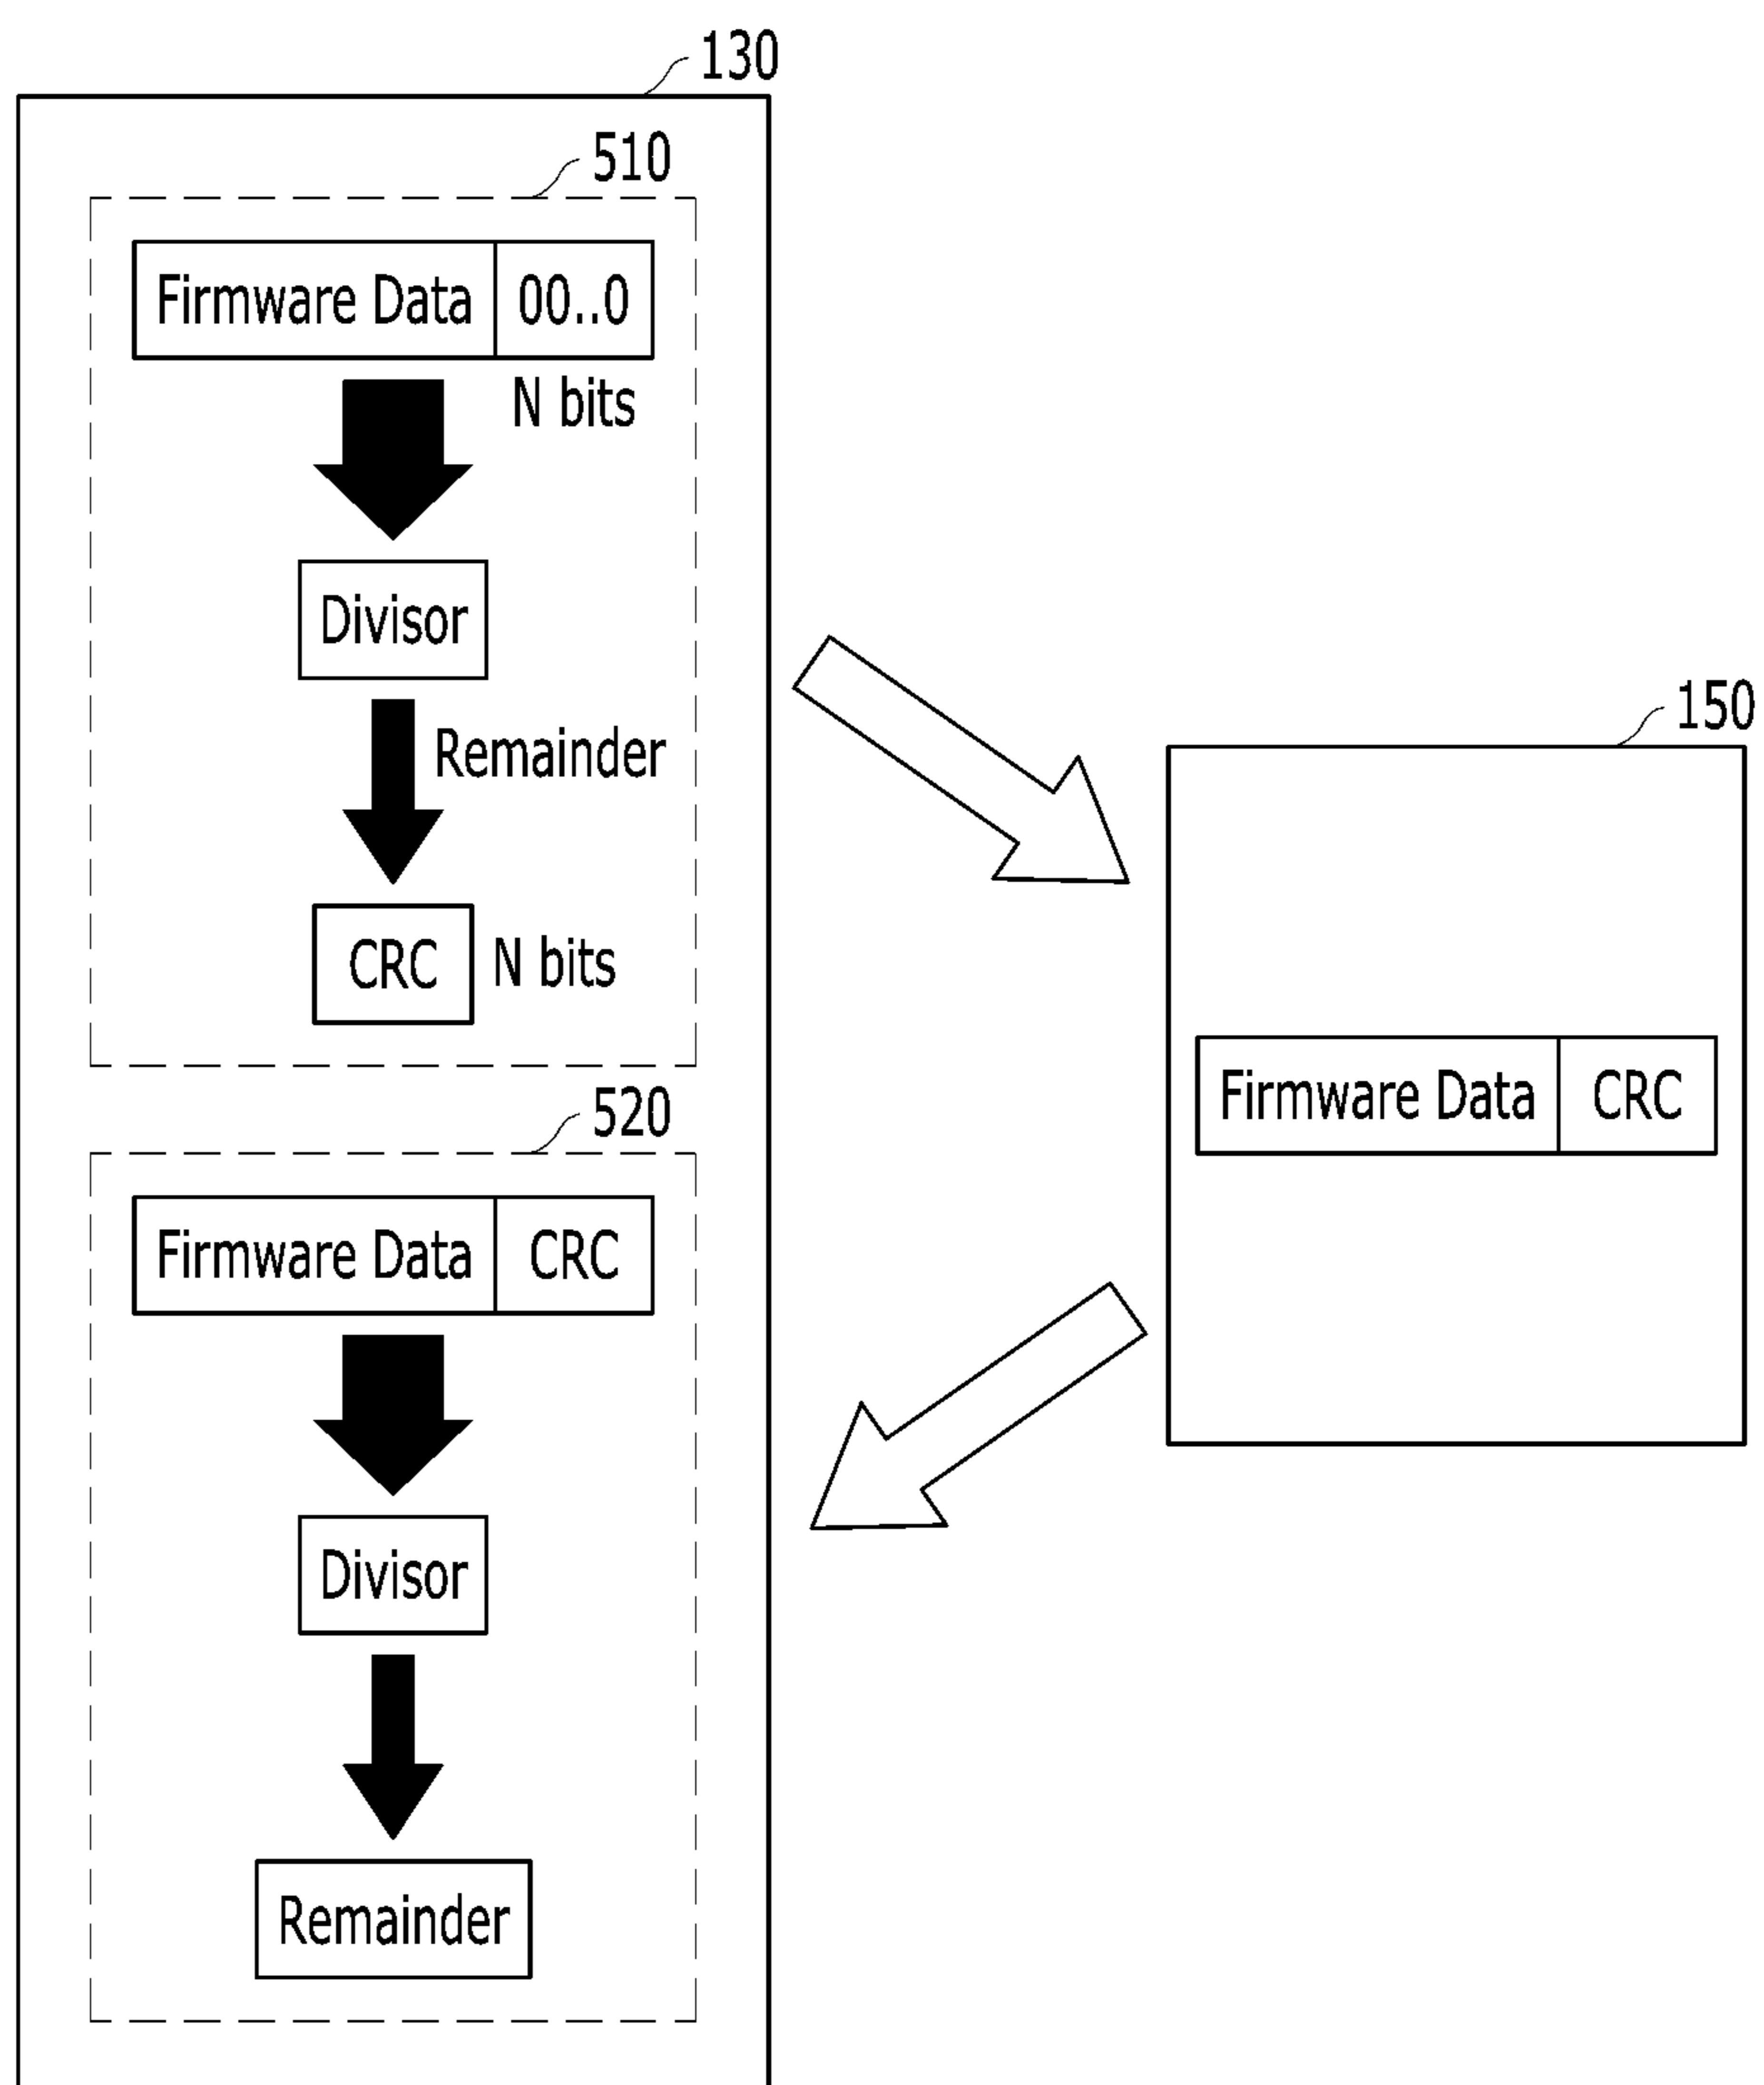 130
510
Firmware Data 00..0
N bits
Divisor
Remainder
CRC N bits
150
Firmware Data CRC
520
Firmware Data CRC
Divisor
Remainder